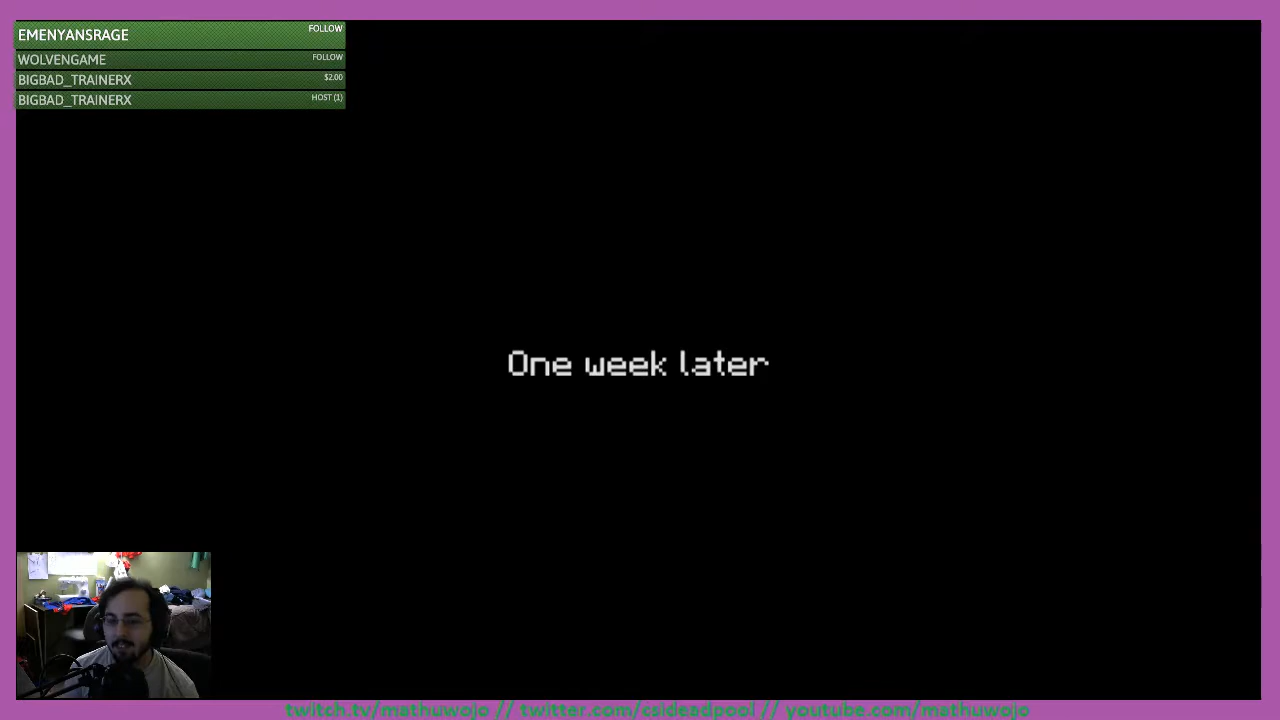 EMENYANSRAGE FOLLOW
WOLVENGAME FOLLOW
BIGBAD_TRAINERX $2.00
BIGBAD_TRAINERX HOST (1)
One week later
twitch.tv/mathuwojo // twitter.com/csideadpool // youtube.com/mathuwojo